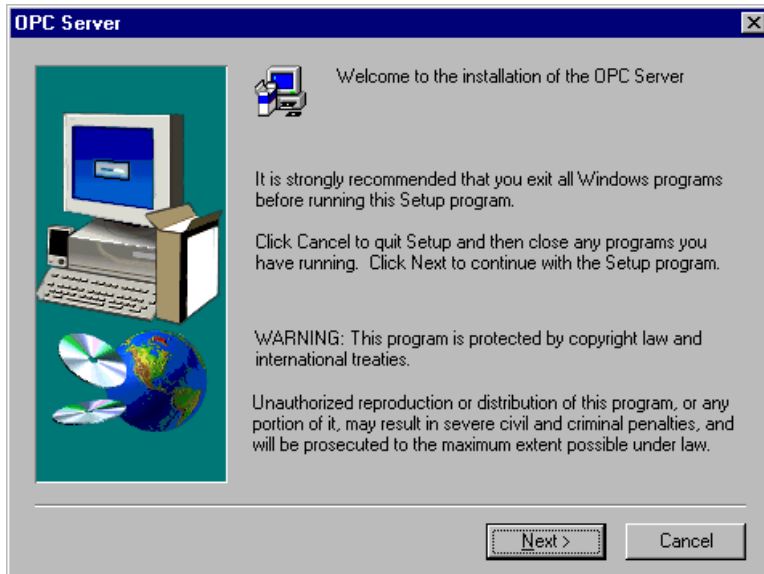 OPC Server
Welcome to the installation of the OPC Server
It is strongly recommended that you exit all Windows programs
before running this Setup program.
Click Cancel to quit Setup and then close any programs you
have running.  Click Next to continue with the Setup program.
WARNING: This program is protected by copyright law and
international treaties.
Unauthorized reproduction or distribution of this program, or any
portion of it, may result in severe civil and criminal penalties, and
will be prosecuted to the maximum extent possible under law.
Next >
Cancel